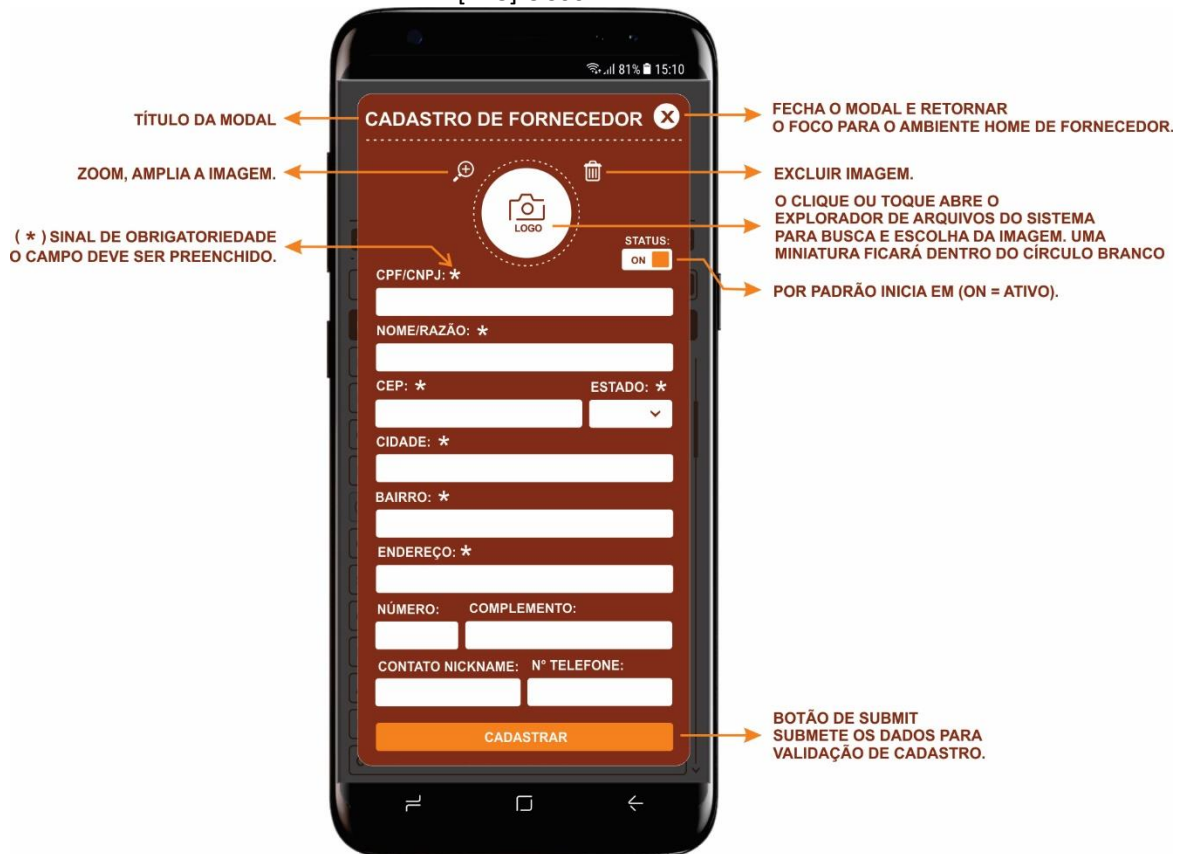 81% 15:10
TÍTULO DA MODAL
CADASTRO DE FORNECEDOR X
FECHA O MODAL E RETORNAR
O FOCO PARA O AMBIENTE HOME DE FORNECEDOR.
ZOOM, AMPLIA A IMAGEM.
EXCLUIR IMAGEM.
LOGO
O CLIQUE OU TOQUE ABRE O
EXPLORADOR DE ARQUIVOS DO SISTEMA
PARA BUSCA E ESCOLHA DA IMAGEM. UMA
MINIATURA FICARÁ DENTRO DO CÍRCULO BRANCO
( * ) SINAL DE OBRIGATORIEDADE
O CAMPO DEVE SER PREENCHIDO.
STATUS:
ON
POR PADRÃO INICIA EM (ON = ATIVO).
CPF/CNPJ: *
NOME/RAZÃO: *
CEP: * ESTADO: *
CIDADE: *
BAIRRO: *
ENDEREÇO: *
NÚMERO: COMPLEMENTO:
CONTATO NICKNAME: N° TELEFONE:
CADASTRAR
BOTÃO DE SUBMIT
SUBMETE OS DADOS PARA
VALIDAÇÃO DE CADASTRO.